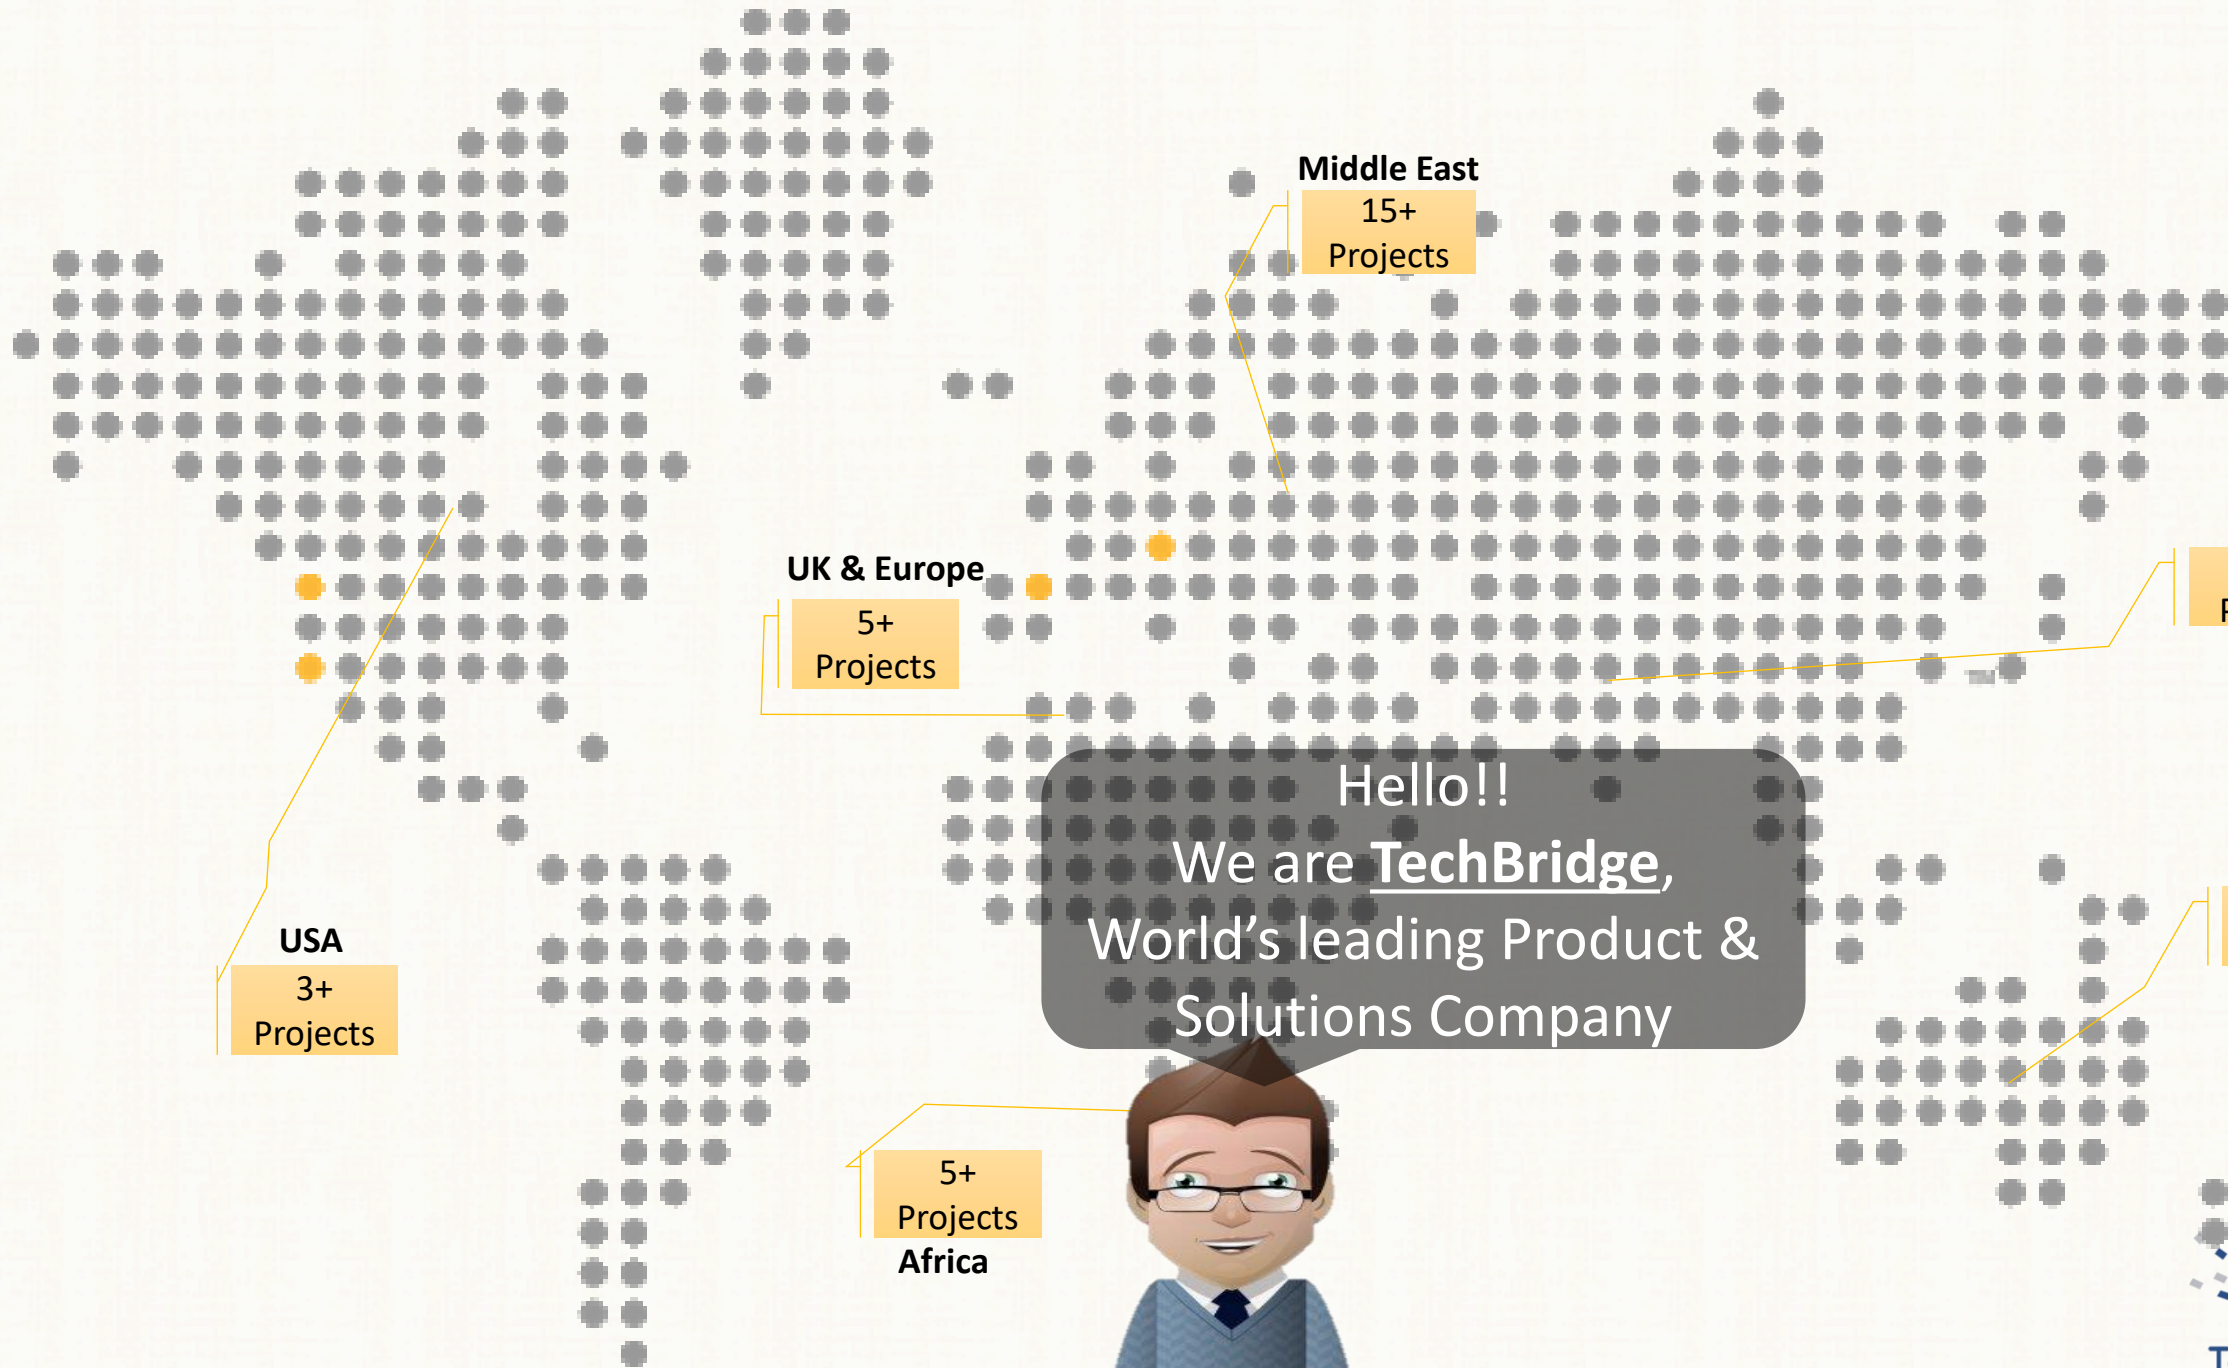 Middle East
15+
Projects
UK & Europe
5+
Projects
Hello!!
We are TechBridge,
World's leading Product &
Solutions Company
USA
3+
Projects
5+
Projects
Africa